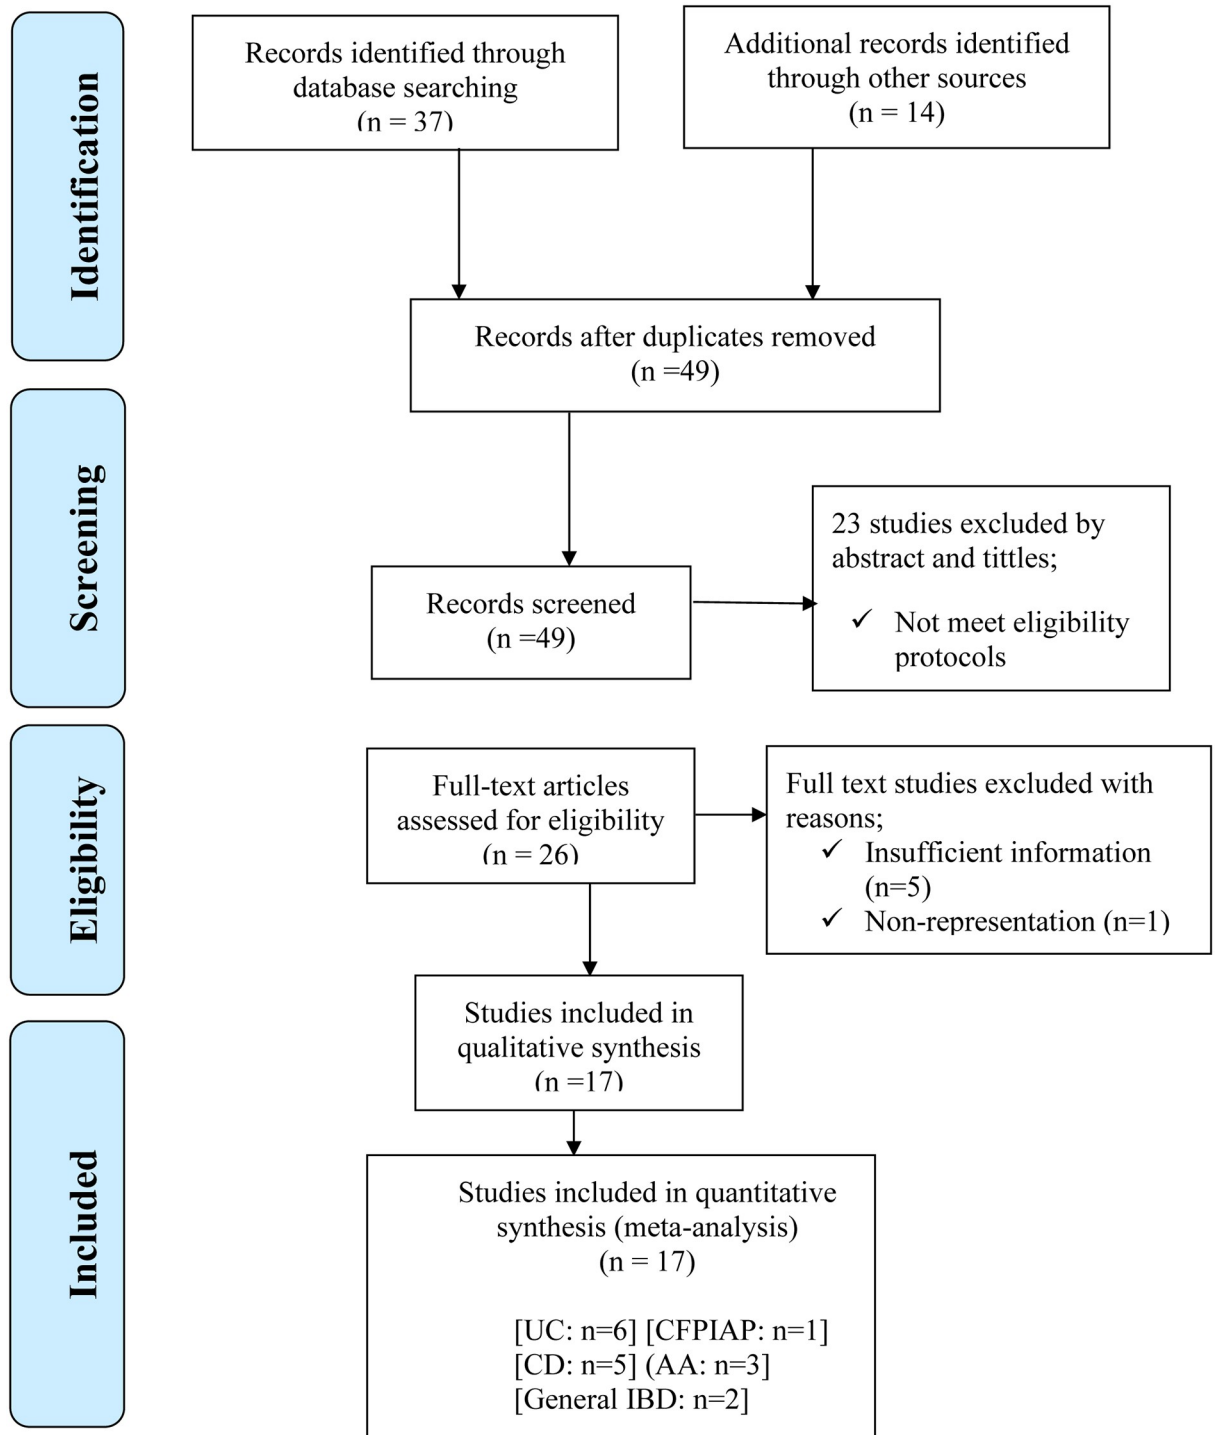 Identification
Records identified through
database searching
(n = 37)
Additional records identified
through other sources
(n = 14)
Records after duplicates removed
(n =49)
Screening
Records screened
(n =49)
23 studies excluded by
abstract and tittles;
✓ Not meet eligibility
protocols
Eligibility
Full-text articles
assessed for eligibility
(n = 26)
Full text studies excluded with
reasons;
✓ Insufficient information
(n=5)
✓ Non-representation (n=1)
Included
Studies included in
qualitative synthesis
(n =17)
Studies included in quantitative
synthesis (meta-analysis)
(n = 17)
[UC: n=6] [CFPIAP: n=1]
[CD: n=5] (AA: n=3]
[General IBD: n=2]